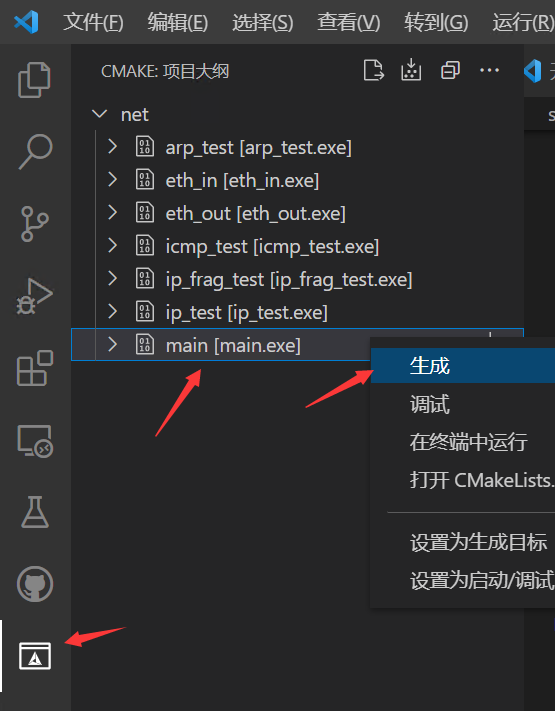 文件(F) 编辑(E) 选择(S) 查看(V) 转到(G) 运行(R)
CMAKE: 项目大纲
net
arp_test [arp_test.exe]
eth_in [eth_in.exe]
eth_out [eth_out.exe]
icmp_test [icmp_test.exe]
ip_frag_test [ip_frag_test.exe]
ip_test [ip_test.exe]
main [main.exe]
生成
调试
在终端中运行
打开 CMakeLists.
设置为生成目标
设置为启动/调试